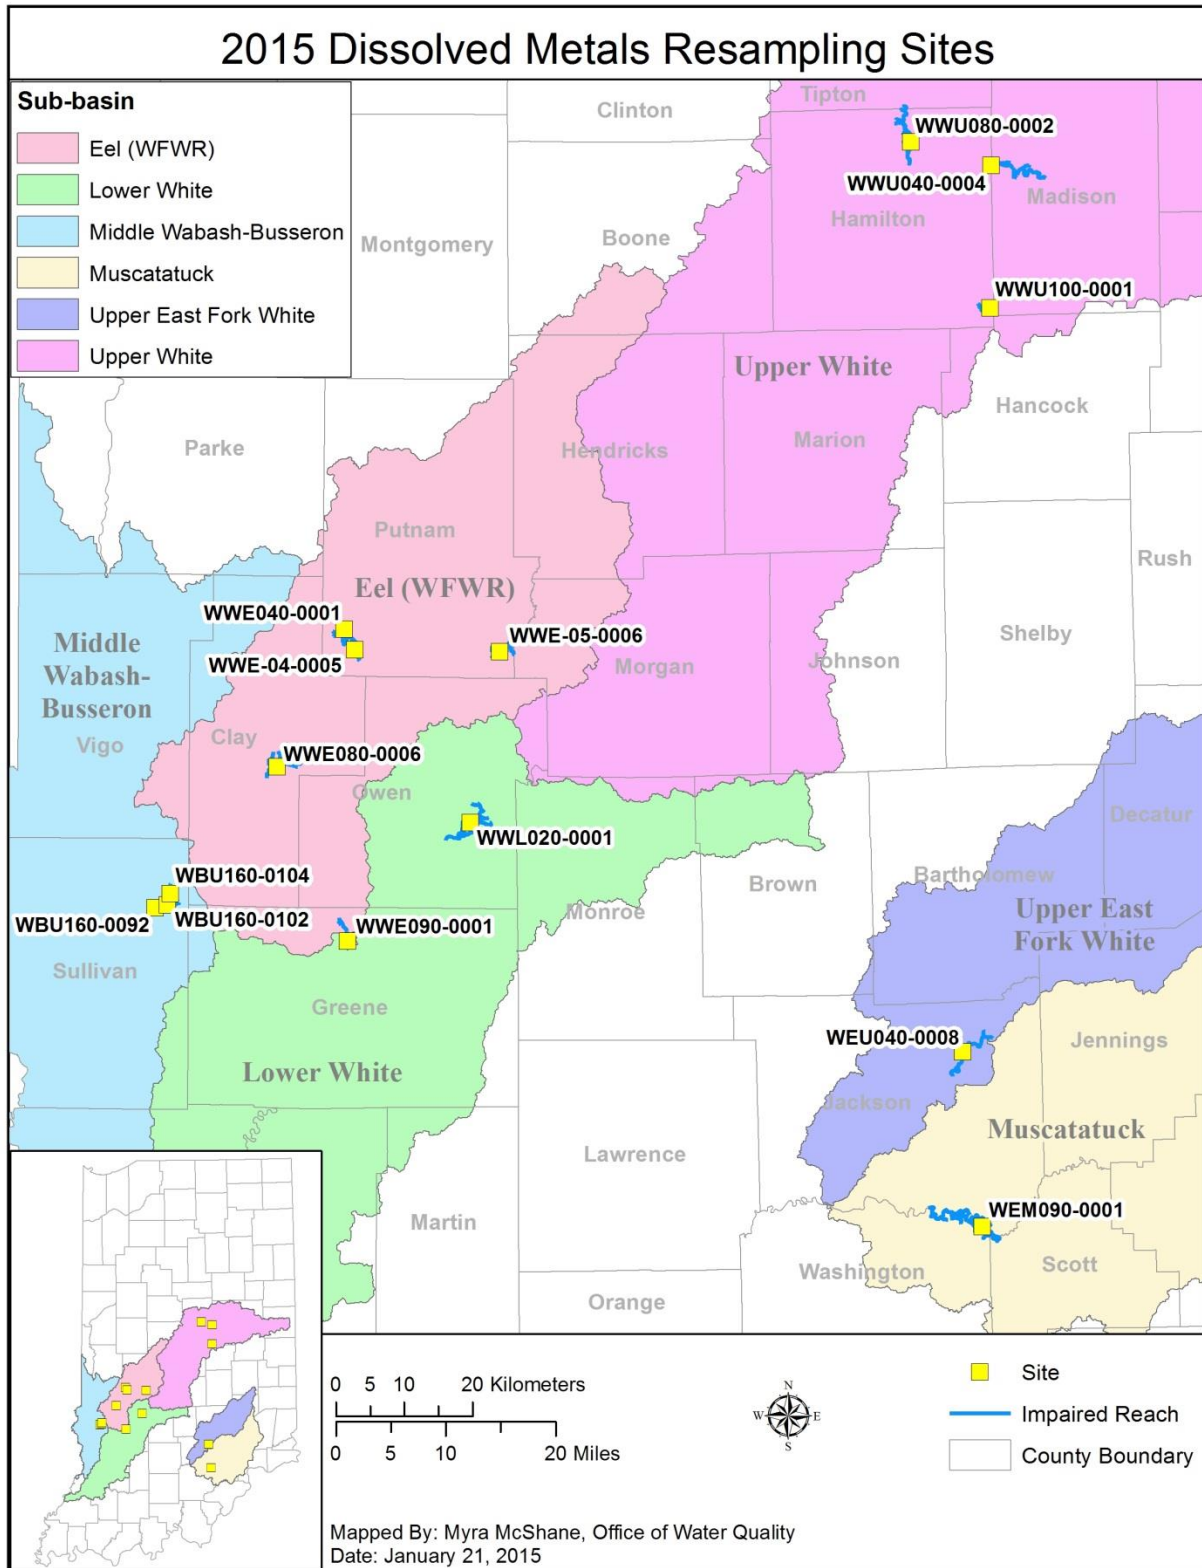 2015 Dissolved Metals Resampling Sites
Sub-basin
Eel (WFWR)
Lower White
Middle Wabash-Busseron
Muscatatuck
Upper East Fork White
Upper White
Clinton
Tipton
WWU080-0002
WWU040-0004
Madison
Hamilton
Montgomery
Boone
WWU100-0001
Upper White
Hancock
Parke
Hendricks
Marion
Putnam
Rush
Eel (WFWR)
WWE040-0001
WWE-04-0005
WWE-05-0006
Shelby
Middle
Wabash-
Busseron
Morgan
Johnson
Vigo
Clay
WWE080-0006
Owen
WWL020-0001
Decatur
WBU160-0104
WBU160-0092
WBU160-0102
WWE090-0001
Brown
Bartholomew
Monroe
Upper East
Fork White
Sullivan
Greene
WEU040-0008
Jennings
Lower White
Jackson
Muscatatuck
Lawrence
Martin
WEM090-0001
Washington
Scott
Orange
0 5 10 20 Kilometers
0 5 10 20 Miles
N
W E
S
Site
Impaired Reach
County Boundary
Mapped By: Myra McShane, Office of Water Quality
Date: January 21, 2015